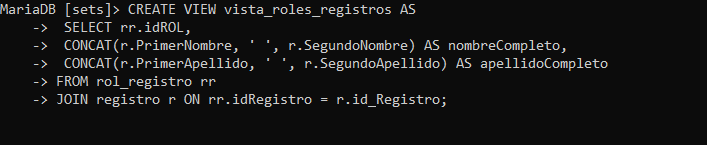 MariaDB [sets]> CREATE VIEW vista_roles_registros AS
    ->  SELECT rr.idROL,
    ->  CONCAT(r.PrimerNombre, ' ', r.SegundoNombre) AS nombreCompleto,
    ->  CONCAT(r.PrimerApellido, ' ', r.SegundoApellido) AS apellidoCompleto
    -> FROM rol_registro rr
    -> JOIN registro r ON rr.idRegistro = r.id_Registro;